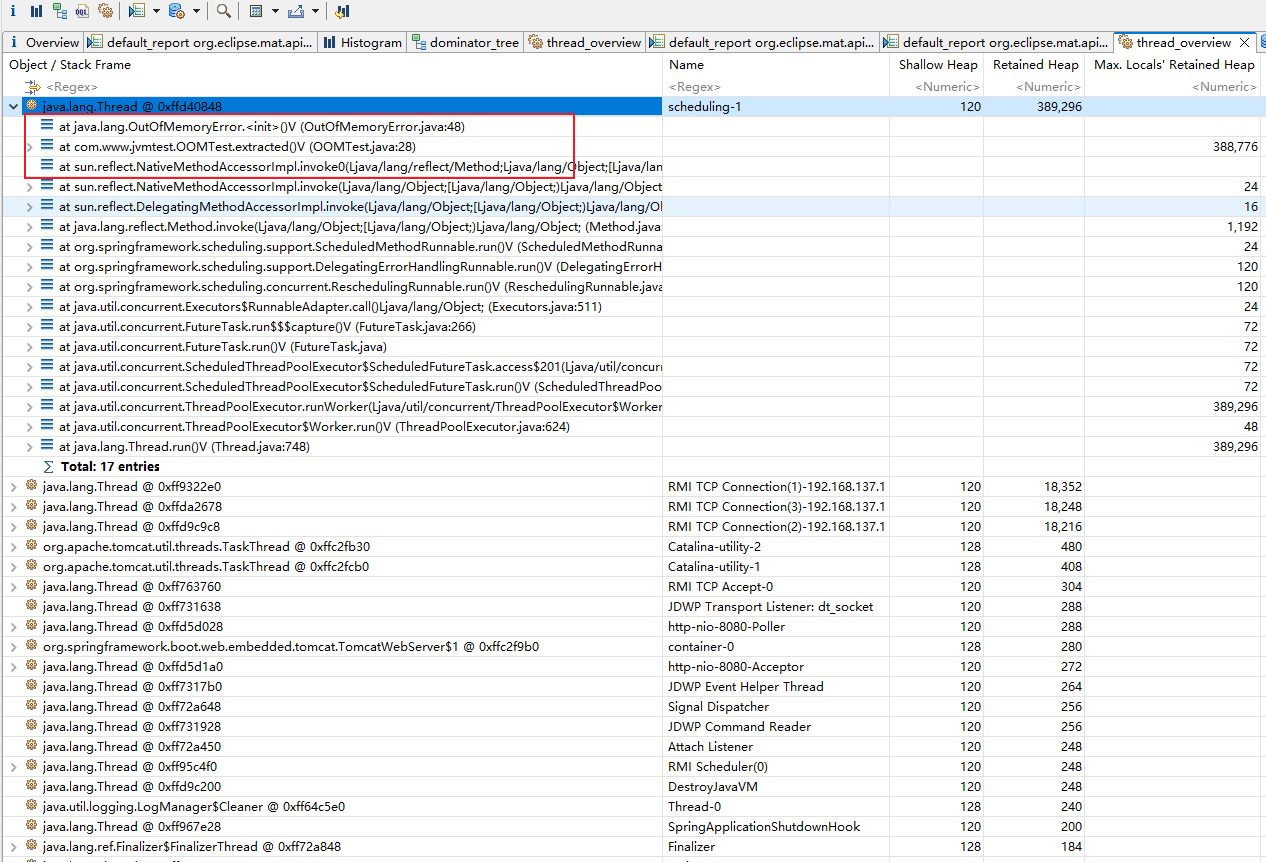 Overview default_report org.eclipse.mat.api... Histogram dominator_tree thread_overview default_report org.eclipse.mat.api... default_report org.eclipse.mat.api... thread_overview
Object / Stack Frame Name Shallow Heap Retained Heap Max. Locals' Retained Heap
<Regex> <Regex> <Numeric> <Numeric> <Numeric>
java.lang.Thread @ 0xffd40848 scheduling-1 120 389,296
at java.lang.OutOfMemoryError.<init>()V (OutOfMemoryError.java:48)
at com.www.jvmtest.OOMTest.extracted()V (OOMTest.java:28) 388,776
at sun.reflect.NativeMethodAccessorImpl.invoke0(Ljava/lang/reflect/Method;Ljava/lang/Object;[Ljava/lan
at sun.reflect.NativeMethodAccessorImpl.invoke(Ljava/lang/Object;[Ljava/lang/Object;)Ljava/lang/Object 24
at sun.reflect.DelegatingMethodAccessorImpl.invoke(Ljava/lang/Object;[Ljava/lang/Object;)Ljava/lang/Ol 16
at java.lang.reflect.Method.invoke(Ljava/lang/Object;[Ljava/lang/Object;)Ljava/lang/Object; (Method.java 1,192
at org.springframework.scheduling.support.ScheduledMethodRunnable.run()V (ScheduledMethodRunna 24
at org.springframework.scheduling.support.DelegatingErrorHandlingRunnable.run()V (DelegatingErrorH 120
at org.springframework.scheduling.concurrent.ReschedulingRunnable.run()V (ReschedulingRunnable.java 120
at java.util.concurrent.Executors$RunnableAdapter.call()Ljava/lang/Object; (Executors.java:511) 24
at java.util.concurrent.FutureTask.run$$$capture()V (FutureTask.java:266) 72
at java.util.concurrent.FutureTask.run()V (FutureTask.java) 72
at java.util.concurrent.ScheduledThreadPoolExecutor$ScheduledFutureTask.access$201(Ljava/util/concur 72
at java.util.concurrent.ScheduledThreadPoolExecutor$ScheduledFutureTask.run()V (ScheduledThreadPoo 72
at java.util.concurrent.ThreadPoolExecutor.runWorker(Ljava/util/concurrent/ThreadPoolExecutor$Worker 389,296
at java.util.concurrent.ThreadPoolExecutor$Worker.run()V (ThreadPoolExecutor.java:624) 48
at java.lang.Thread.run()V (Thread.java:748) 389,296
Total: 17 entries
java.lang.Thread @ 0xff9322e0 RMI TCP Connection(1)-192.168.137.1 120 18,352
java.lang.Thread @ 0xffda2678 RMI TCP Connection(3)-192.168.137.1 120 18,248
java.lang.Thread @ 0xffd9c9c8 RMI TCP Connection(2)-192.168.137.1 120 18,216
org.apache.tomcat.util.threads.TaskThread @ 0xffc2fb30 Catalina-utility-2 128 480
org.apache.tomcat.util.threads.TaskThread @ 0xffc2fcb0 Catalina-utility-1 128 408
java.lang.Thread @ 0xff763760 RMI TCP Accept-0 120 304
java.lang.Thread @ 0xff731638 JDWP Transport Listener: dt_socket 120 288
java.lang.Thread @ 0xffd5d028 http-nio-8080-Poller 120 288
org.springframework.boot.web.embedded.tomcat.TomcatWebServer$1 @ 0xffc2f9b0 container-0 128 280
java.lang.Thread @ 0xffd5d1a0 http-nio-8080-Acceptor 120 272
java.lang.Thread @ 0xff7317b0 JDWP Event Helper Thread 120 264
java.lang.Thread @ 0xff72a648 Signal Dispatcher 120 256
java.lang.Thread @ 0xff731928 JDWP Command Reader 120 256
java.lang.Thread @ 0xff72a450 Attach Listener 120 248
java.lang.Thread @ 0xff95c4f0 RMI Scheduler(0) 120 248
java.lang.Thread @ 0xffd9c200 DestroyJavaVM 120 248
java.util.logging.LogManager$Cleaner @ 0xff64c5e0 Thread-0 128 240
java.lang.Thread @ 0xff967e28 SpringApplicationShutdownHook 120 200
java.lang.ref.Finalizer$FinalizerThread @ 0xff72a848 Finalizer 128 184